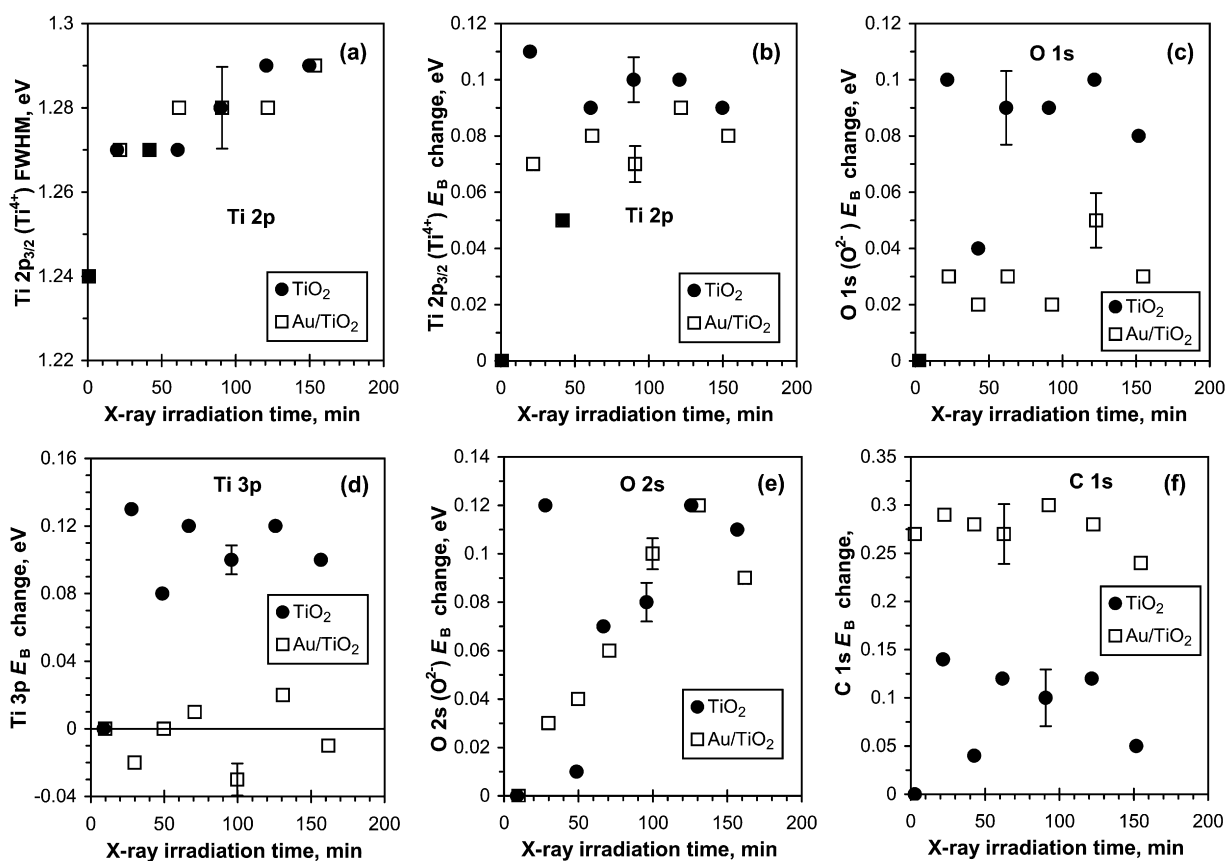 1.3
1.28
1.26
1.24
1.22
0
50
100
150
200
Ti 2p3/2 (Ti4+) FWHM, eV
X-ray irradiation time, min
(a)
Ti 2p
TiO2
Au/TiO2
0.12
0.1
0.08
0.06
0.04
0.02
0
0
50
100
150
200
Ti 2p3/2 (Ti4+) EB change, eV
X-ray irradiation time, min
(b)
Ti 2p
TiO2
Au/TiO2
0.12
0.1
0.08
0.06
0.04
0.02
0
0
50
100
150
200
O 1s (O2-) EB change, eV
X-ray irradiation time, min
O 1s
(c)
TiO2
Au/TiO2
0.16
0.12
0.08
0.04
0
-0.04
0
50
100
150
200
Ti 3p EB change, eV
X-ray irradiation time, min
Ti 3p
(d)
TiO2
Au/TiO2
0.14
0.12
0.1
0.08
0.06
0.04
0.02
0
0
50
100
150
200
O 2s (O2-) EB change, eV
X-ray irradiation time, min
O 2s
(e)
TiO2
Au/TiO2
0.35
0.3
0.25
0.2
0.15
0.1
0.05
0
0
50
100
150
200
C 1s EB change,
X-ray irradiation time, min
C 1s
(f)
TiO2
Au/TiO2